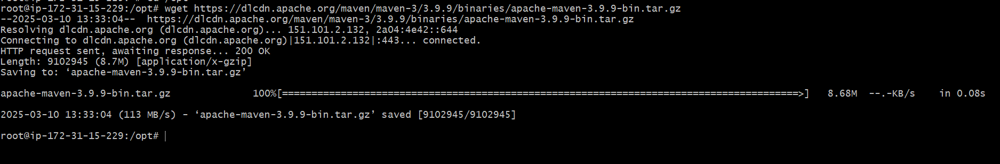 root@ip-172-31-15-229:/opt# wget https://dlcdn.apache.org/maven/maven-3/3.9.9/binaries/apache-maven-3.9.9-bin.tar.gz
--2025-03-10 13:33:04--  https://dlcdn.apache.org/maven/maven-3/3.9.9/binaries/apache-maven-3.9.9-bin.tar.gz
Resolving dlcdn.apache.org (dlcdn.apache.org)... 151.101.2.132, 2a04:4e42::644
Connecting to dlcdn.apache.org (dlcdn.apache.org)|151.101.2.132|:443... connected.
HTTP request sent, awaiting response... 200 OK
Length: 9102945 (8.7M) [application/x-gzip]
Saving to: ‘apache-maven-3.9.9-bin.tar.gz’
apache-maven-3.9.9-bin.tar.gz 100%[========================================================================================>] 8.68M --.-KB/s in 0.08s
2025-03-10 13:33:04 (113 MB/s) - ‘apache-maven-3.9.9-bin.tar.gz’ saved [9102945/9102945]
root@ip-172-31-15-229:/opt#